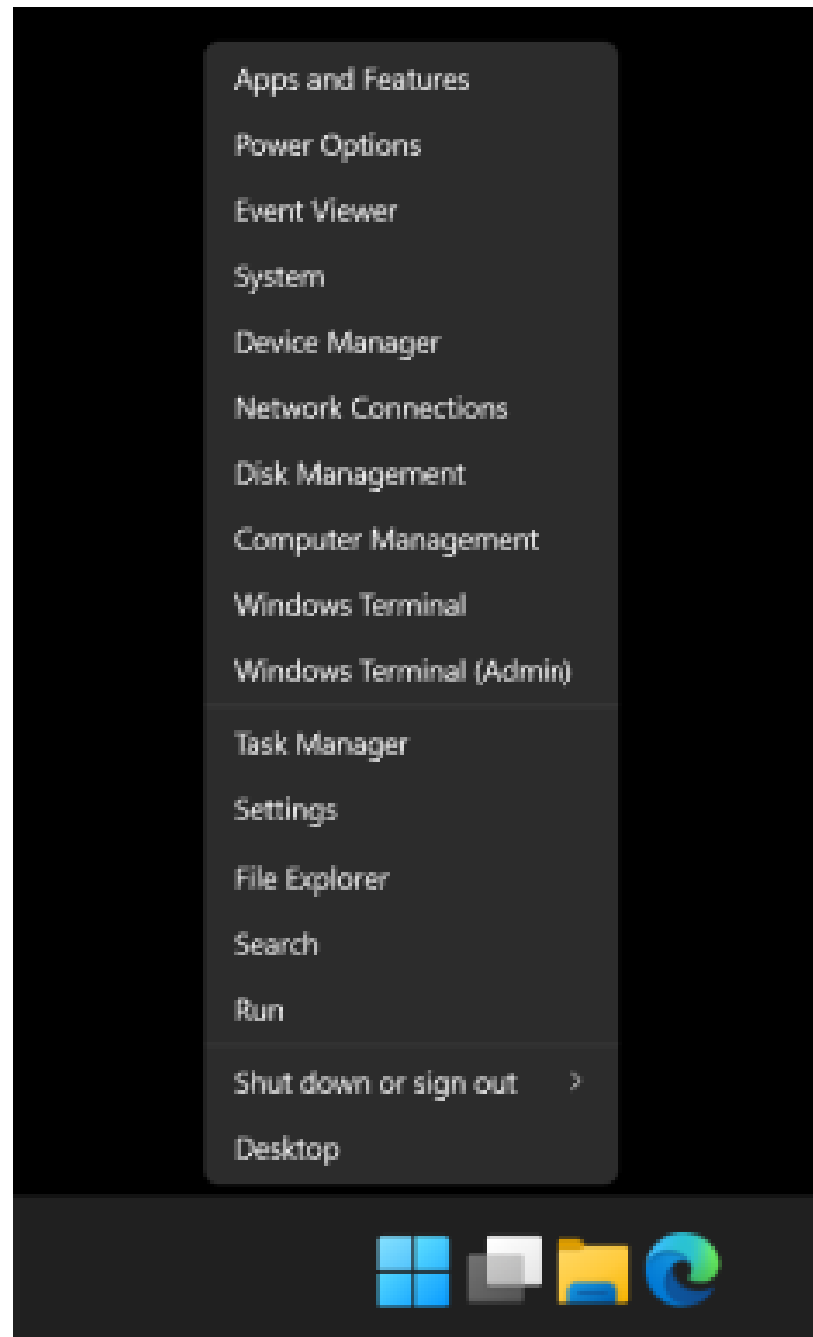 Apps and Features
Power Options
Event Viewer
System
Device Manager
Network Connections
Disk Management
Computer Management
Windows Terminal
Windows Terminal (Admin)
Task Manager
Settings
File Explorer
Search
Run
Shut down or sign out
Desktop